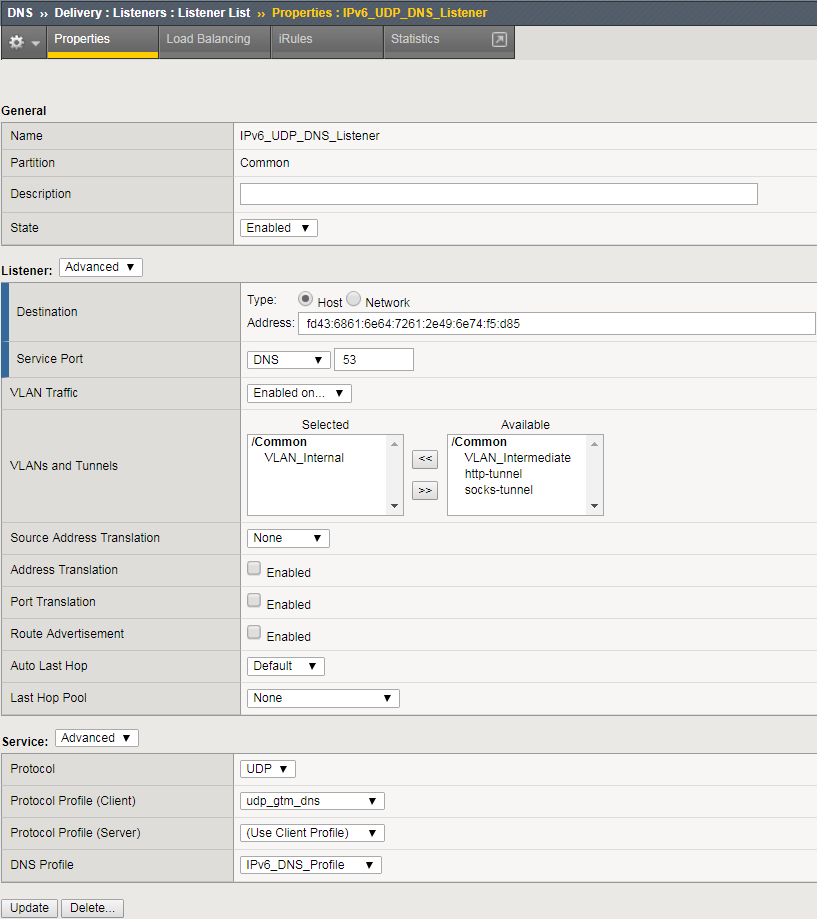 DNS ›› Delivery : Listeners : Listener List ›› Properties : IPv6_UDP_DNS_Listener
Properties Load Balancing iRules Statistics
General
Name IPv6_UDP_DNS_Listener
Partition Common
Description
State Enabled
Listener: Advanced
Destination Type: Host Network
Address: fd43:6861:6e64:7261:2e49:6e74:f5:d85
Service Port DNS 53
VLAN Traffic Enabled on...
VLANs and Tunnels
Selected Available
/Common /Common
VLAN_Internal << VLAN_Intermediate
http-tunnel
>> socks-tunnel
Source Address Translation None
Address Translation Enabled
Port Translation Enabled
Route Advertisement Enabled
Auto Last Hop Default
Last Hop Pool None
Service: Advanced
Protocol UDP
Protocol Profile (Client) udp_gtm_dns
Protocol Profile (Server) (Use Client Profile)
DNS Profile IPv6_DNS_Profile
Update Delete...